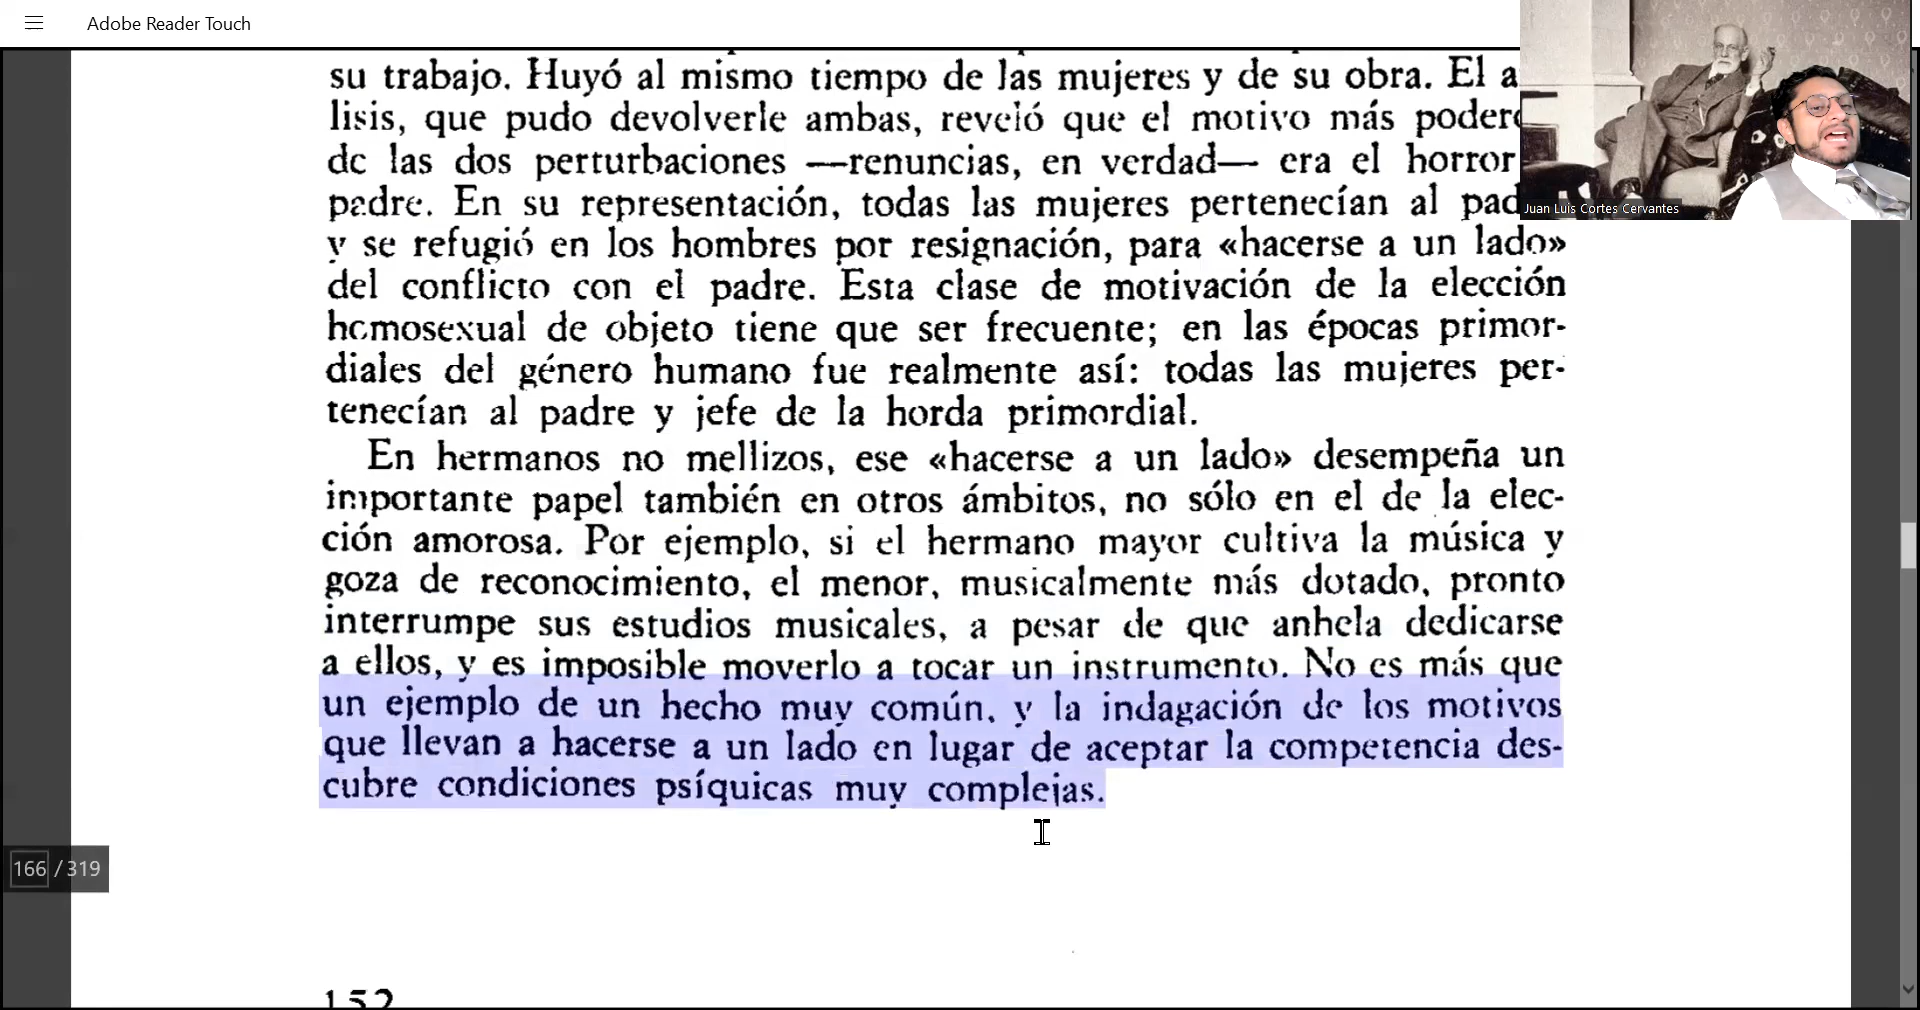 Adobe Reader Touch
su trabajo. Huyó al mismo tiempo de las mujeres y de su obra. El a
lisis, que pudo devolverle ambas, reveló que el motivo más poder
de las dos perturbaciones —renuncias, en verdad— era el horror
padre. En su representación, todas las mujeres pertenecían al pad
Juan Luis Cortes Cervantes
y se refugió en los hombres por resignación, para «hacerse a un lado»
del conflicto con el padre. Esta clase de motivación de la elección
homosexual de objeto tiene que ser frecuente; en las épocas primor-
diales del género humano fue realmente así: todas las mujeres per-
tenecían al padre y jefe de la horda primordial.
En hermanos no mellizos, ese «hacerse a un lado» desempeña un
importante papel también en otros ámbitos, no sólo en el de la elec-
ción amorosa. Por ejemplo, si el hermano mayor cultiva la música y
goza de reconocimiento, el menor, musicalmente más dotado, pronto
interrumpe sus estudios musicales, a pesar de que anhela dedicarse
a ellos, y es imposible moverlo a tocar un instrumento. No es más que
un ejemplo de un hecho muy común, y la indagación de los motivos
que llevan a hacerse a un lado en lugar de aceptar la competencia des-
cubre condiciones psíquicas muy complejas.
166 / 319
152